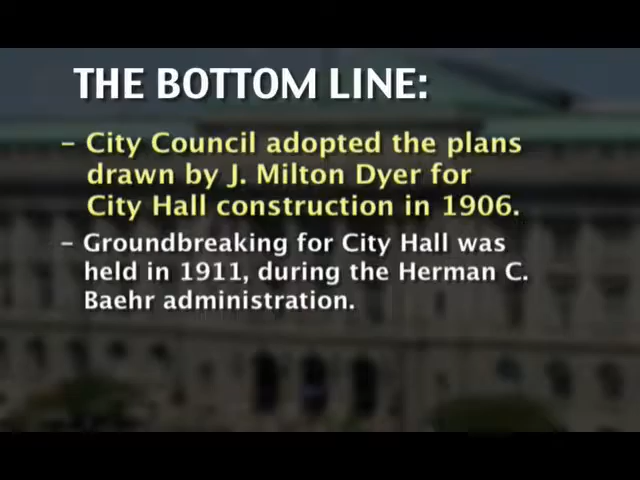 THE BOTTOM LINE:
– City Council adopted the plans
drawn by J. Milton Dyer for
City Hall construction in 1906.
– Groundbreaking for City Hall was
held in 1911, during the Herman C.
Baehr administration.